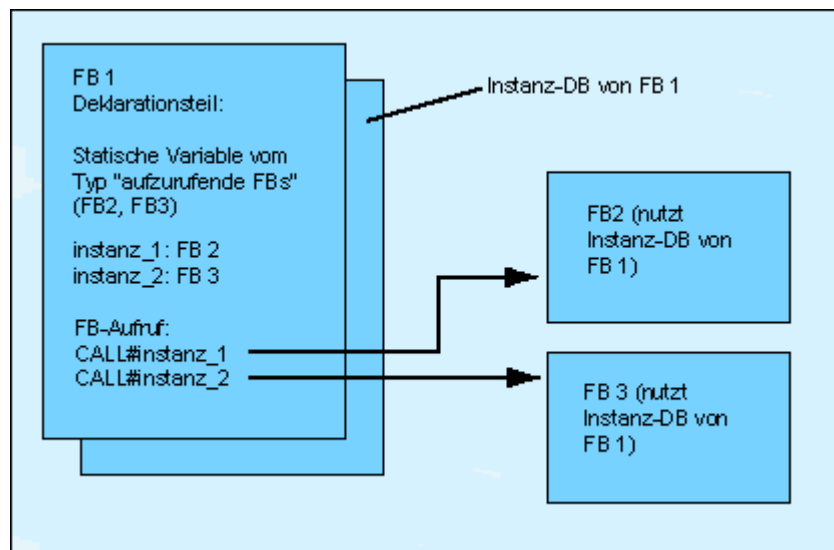 FB 1
Deklarationsteil:
Statische Variable vom
Typ "aufzurufende FBs"
(FB2, FB3)
instanz_1: FB 2
instanz_2: FB 3
FB-Aufruf:
CALL#instanz_1
CALL#instanz_2
Instanz-DB von FB 1
FB2 (nutzt
Instanz-DB von
FB 1)
FB 3 (nutzt
Instanz-DB von
FB 1)